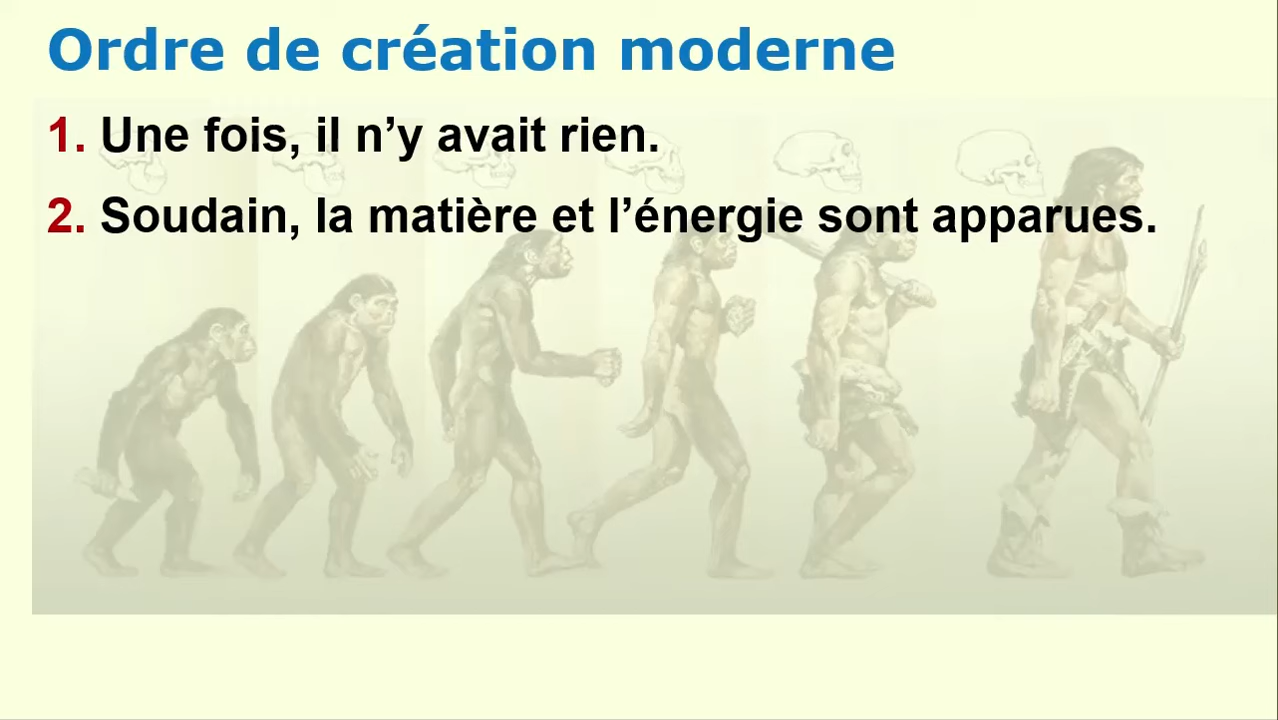 Ordre de création moderne
1. Une fois, il n’y avait rien.
2. Soudain, la matière et l’énergie sont apparues.